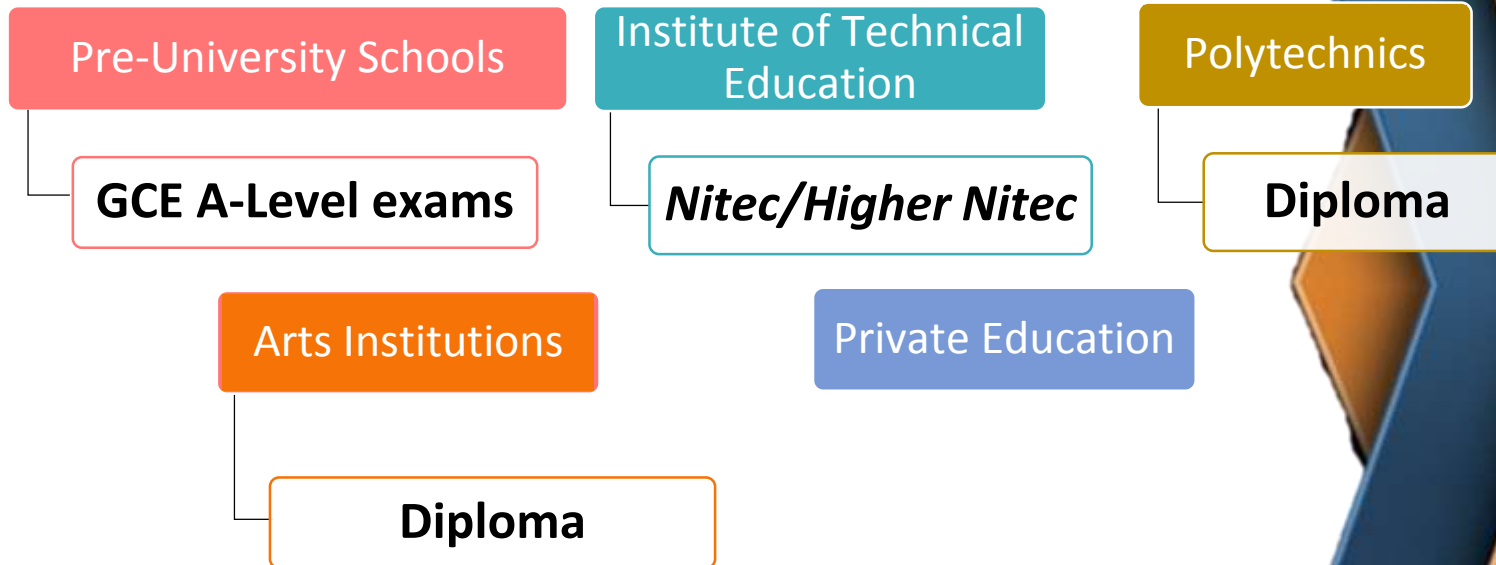 Pre-University Schools
GCE A-Level exams
Institute of Technical
Education
Nitec/Higher Nitec
Polytechnics
Diploma
Arts Institutions
Diploma
Private Education